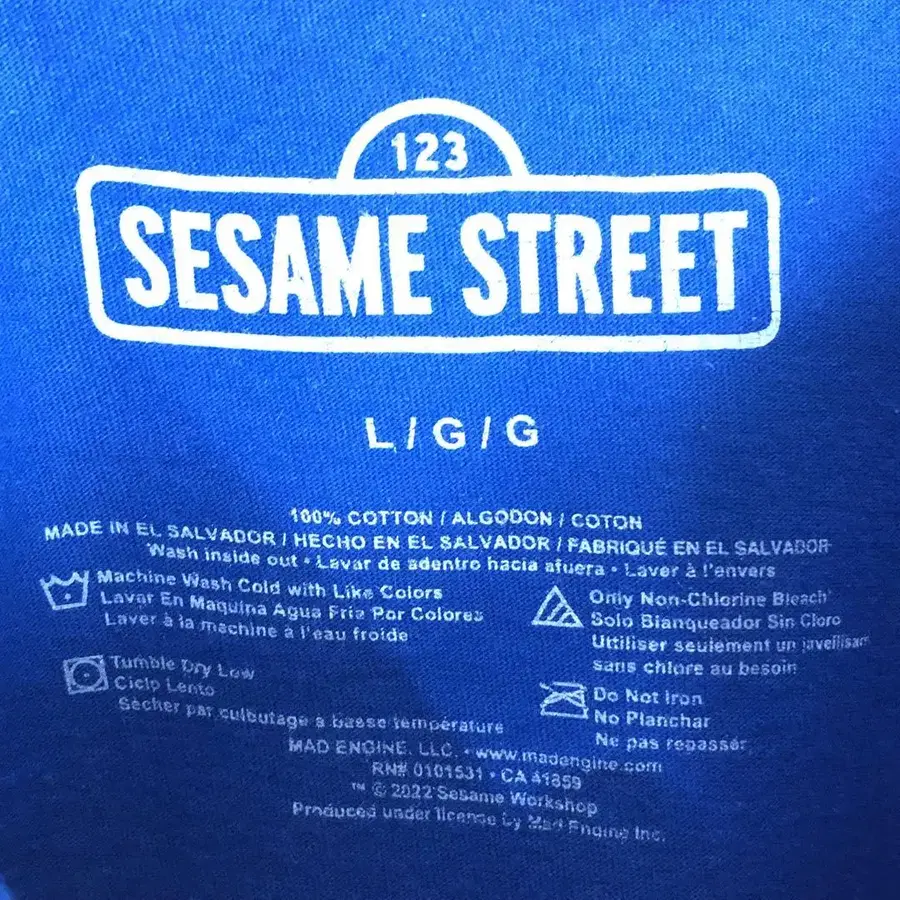 123
SESAME STREET
L / G / G
100% COTTON / ALGODON / COTON
MADE IN EL SALVADOR / HECHO EN EL SALVADOR / FABRIQUÉ EN EL SALVADOR
Wash inside out • Lavar de adentro hacia afuera • Laver à l'envers
Machine Wash Cold with Like Colors
Lavar En Maquina Agua Fria Por Colores
Laver à la machine à l'eau froide
Only Non-Chlorine Bleach
Solo Blanqueador Sin Cloro
Utiliser seulement un javellisan
sans chlore au besoin
Tumble Dry Low
Ciclo Lento
Sécher par culbutage a basse température
Do Not Iron
No Planchar
Ne pas repasser
MAD ENGINE, LLC. • www.madengine.com
RN# 0101531 • CA 41859
™ © 2022 Sesame Workshop
Produced under license by Mad Engine Inc.